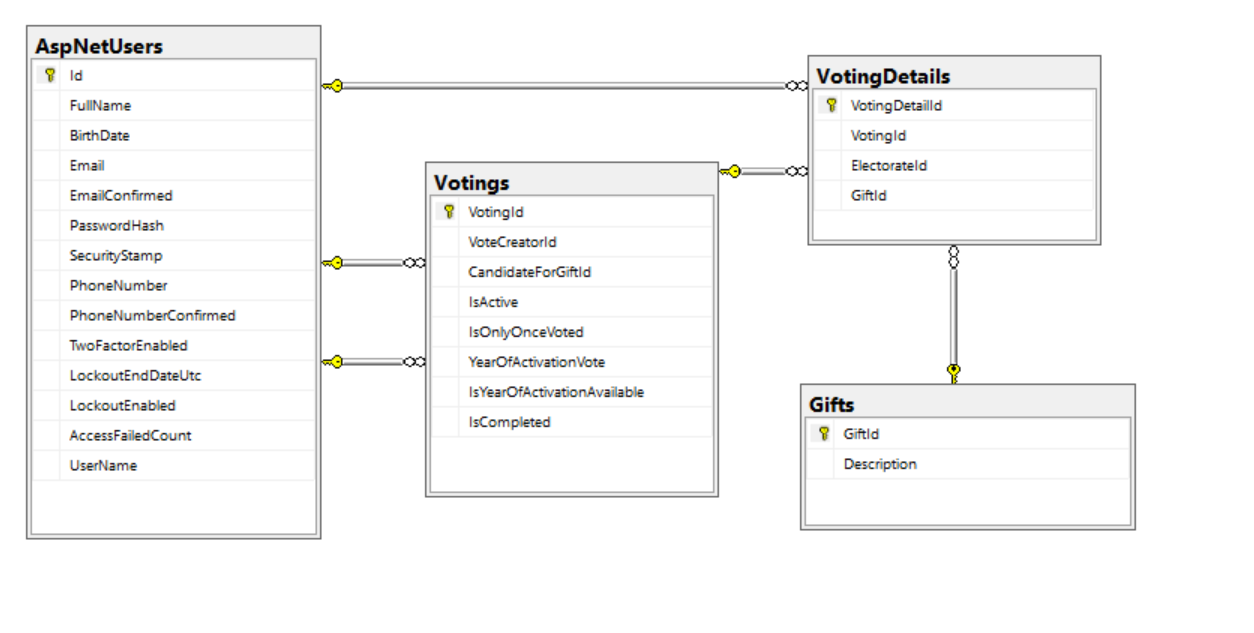 AspNetUsers
Id
FullName
BirthDate
Email
EmailConfirmed
PasswordHash
SecurityStamp
PhoneNumber
PhoneNumberConfirmed
TwoFactorEnabled
LockoutEndDateUtc
LockoutEnabled
AccessFailedCount
UserName
Votings
VotingId
VoteCreatorId
CandidateForGiftId
IsActive
IsOnlyOnceVoted
YearOfActivationVote
IsYearOfActivationAvailable
IsCompleted
VotingDetails
VotingDetailId
VotingId
ElectorateId
GiftId
Gifts
GiftId
Description